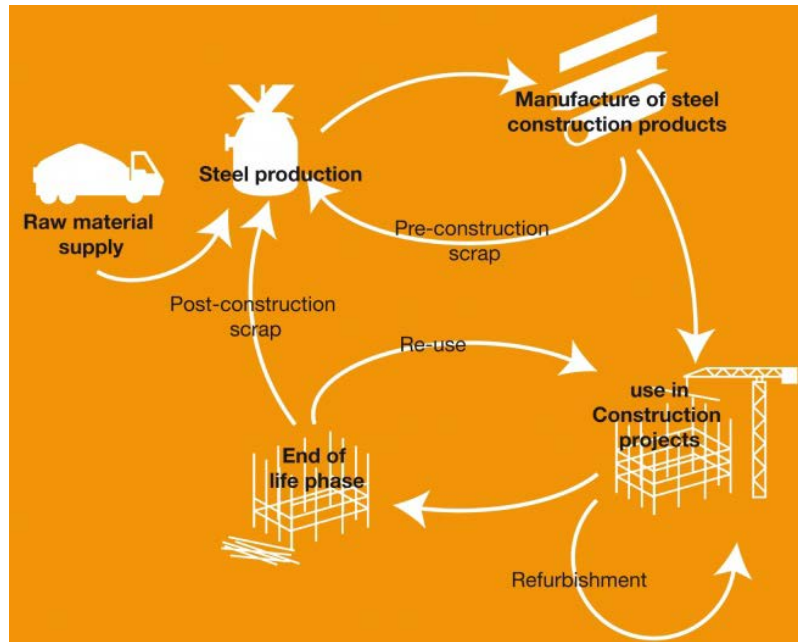 Manufacture of steel
construction products
Steel production
Raw material
supply
Pre-construction
scrap
Post-construction
scrap
Re-use
use in
Construction
projects
End of
life phase
Refurbishment